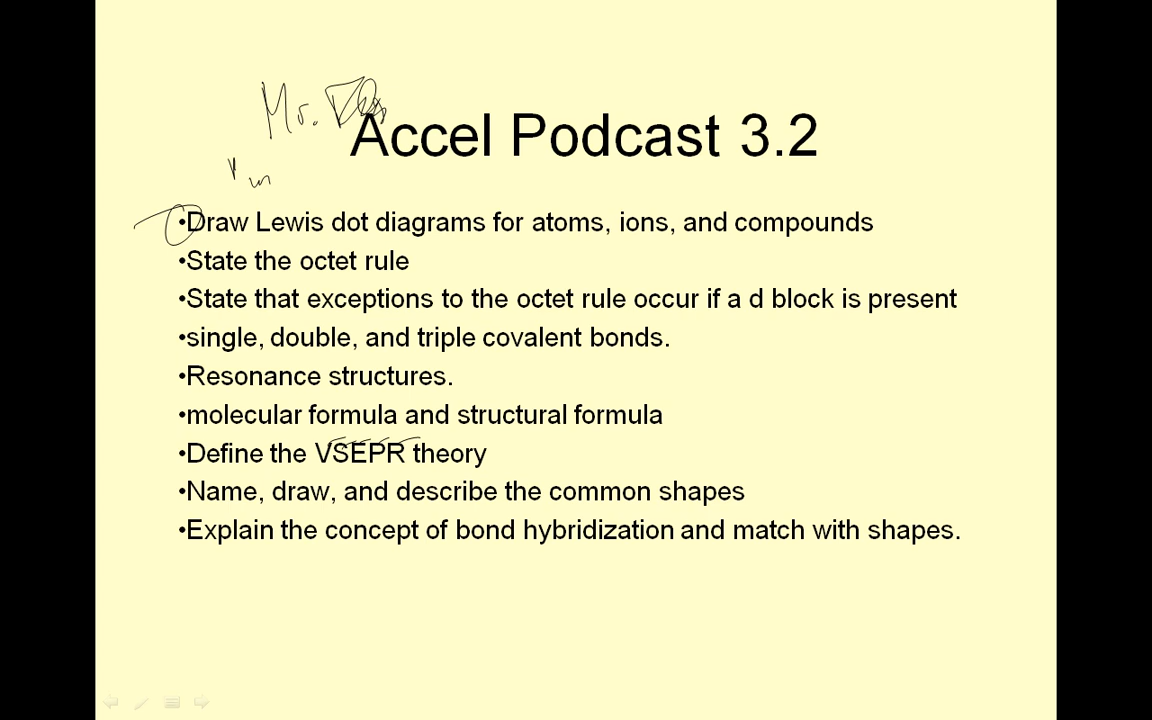 Mr.
Accel Podcast 3.2
•Draw Lewis dot diagrams for atoms, ions, and compounds
•State the octet rule
•State that exceptions to the octet rule occur if a d block is present
•single, double, and triple covalent bonds.
•Resonance structures.
•molecular formula and structural formula
•Define the VSEPR theory
•Name, draw, and describe the common shapes
•Explain the concept of bond hybridization and match with shapes.